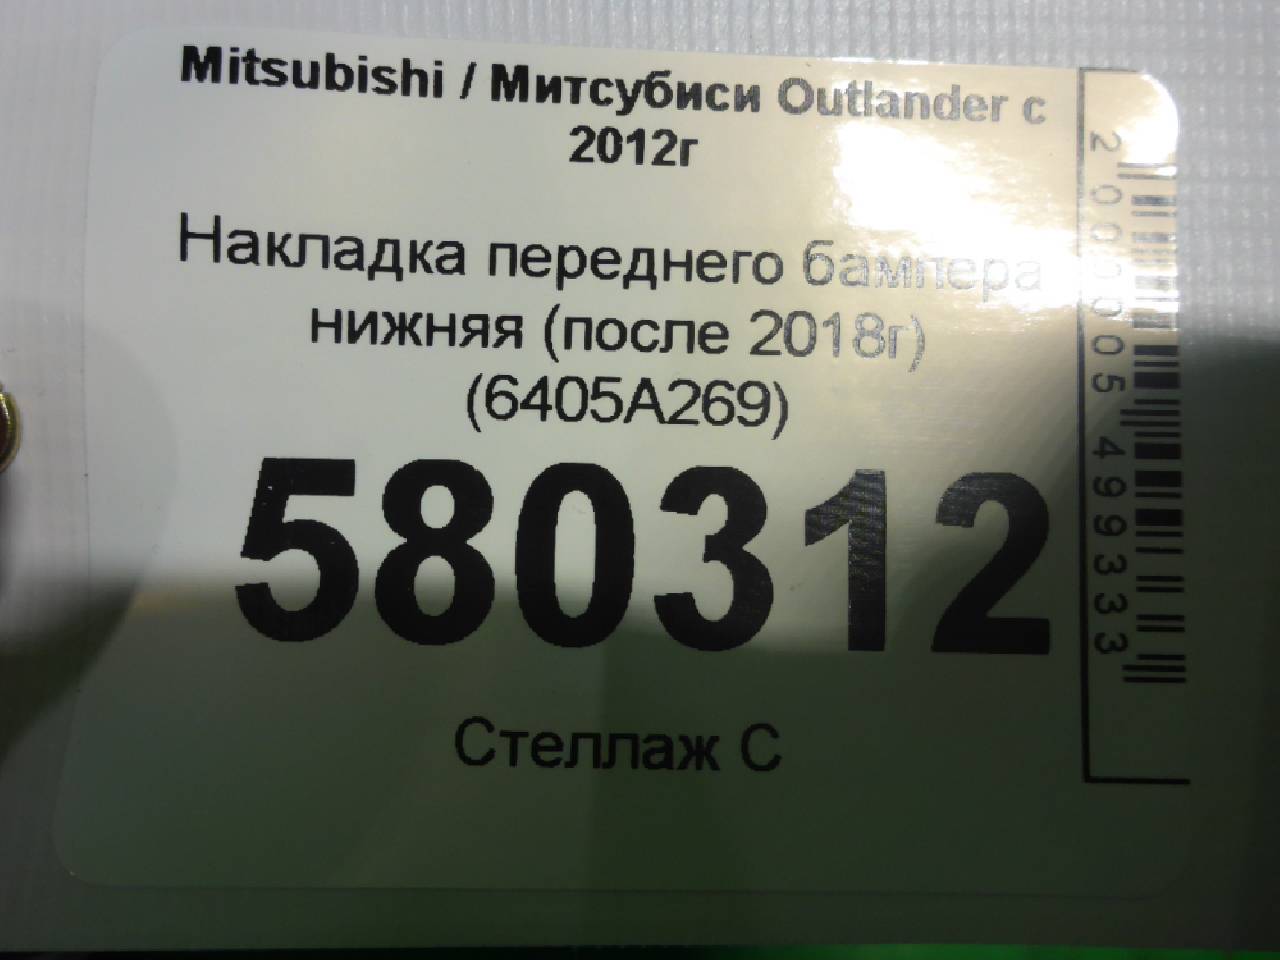 Mitsubishi / Митсубиси Outlander с
2012г
Накладка переднего бампера
нижняя (после 2018г)
(6405A269)
580312
Стеллаж С
2000005499333